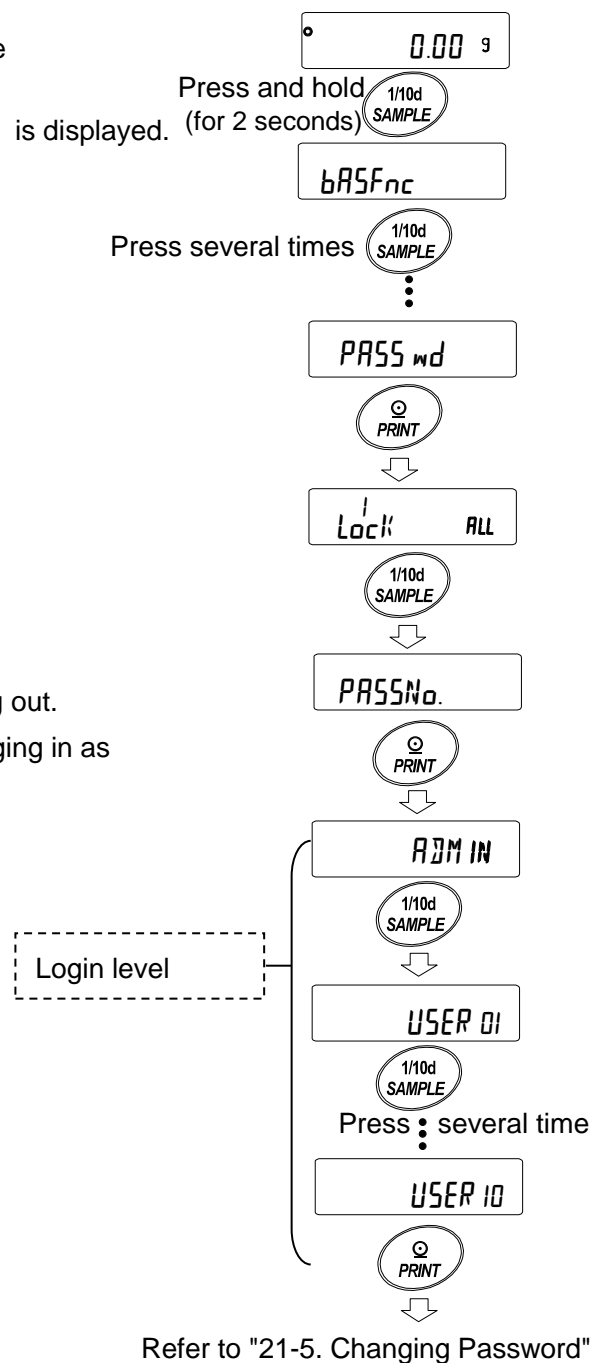 e
0.00 g
Press and hold
(for 2 seconds)
1/10d
SAMPLE
is displayed.
bASFnc
Press several times
1/10d
SAMPLE
PASS wd
PRINT
1
Lock ALL
1/10d
SAMPLE
PASSNo.
g out.
ging in as
PRINT
ADMIN
1/10d
SAMPLE
Login level
USER 01
1/10d
SAMPLE
Press several time
USER 10
PRINT
Refer to "21-5. Changing Password"